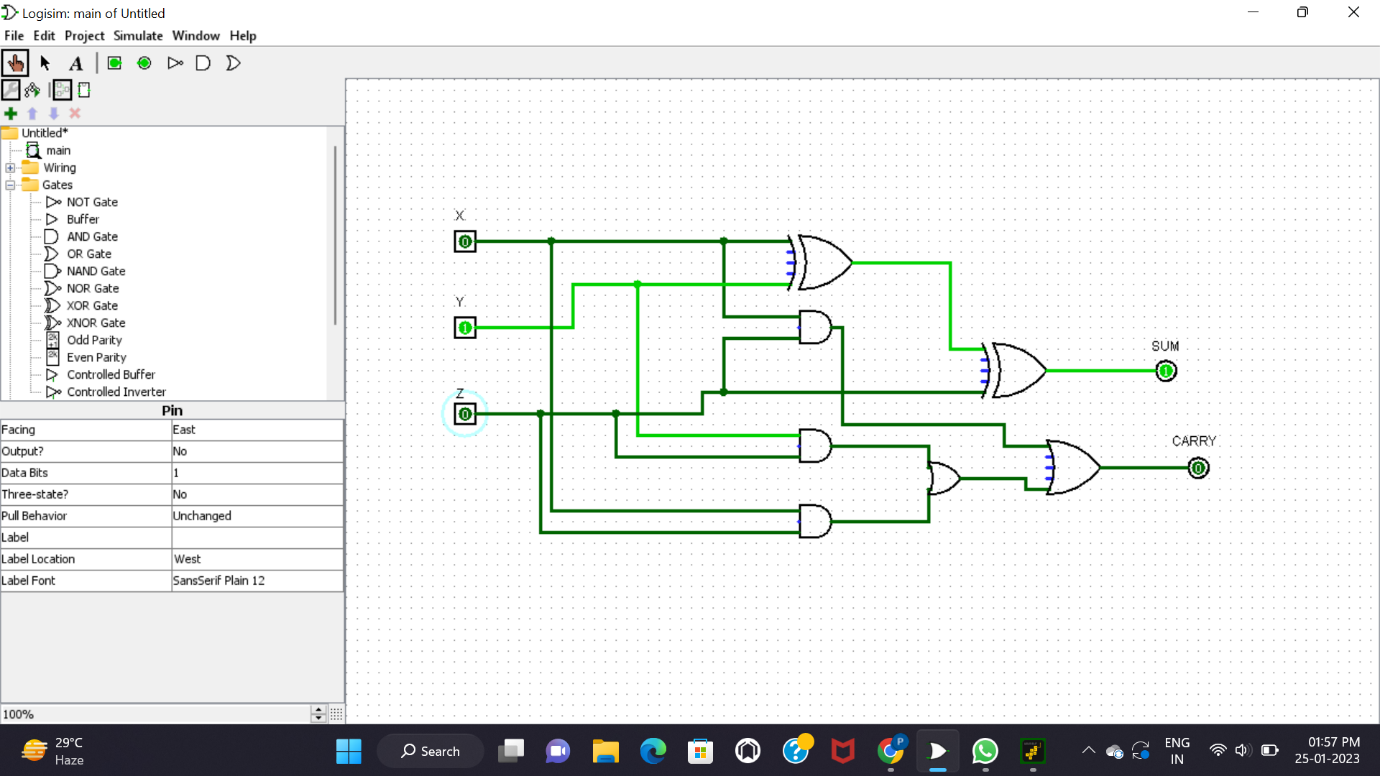 Logisim: main of Untitled
File Edit Project Simulate Window Help
A
Untitled*
main
Wiring
Gates
NOT Gate
Buffer
AND Gate
OR Gate
NAND Gate
NOR Gate
XOR Gate
XNOR Gate
Odd Parity
Even Parity
Controlled Buffer
Controlled Inverter
Pin
Facing East
Output? No
Data Bits 1
Three-state? No
Pull Behavior Unchanged
Label
Label Location West
Label Font SansSerif Plain 12
100%
X
0
Y
1
Z
0
SUM
1
CARRY
0
29°C
Haze
Search
P
ENG
IN
01:57 PM
25-01-2023